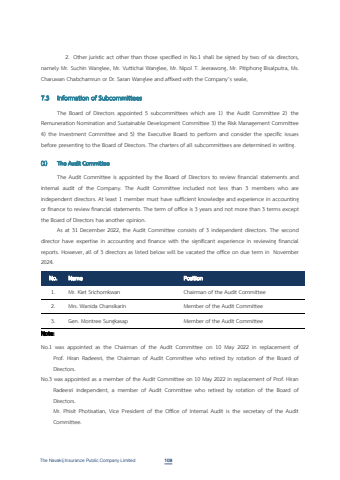 2. Other juristic act other than those specified in No.1 shall be signed by two of six directors,
namely Mr. Suchin Wanglee, Mr. Vuttichai Wanglee, Mr. Nipol T. Jeerawong, Mr. Pitiphong Bisalputra, Ms.
Charuwan Chabchamsun or Dr. Saran Wanglee and affixed with the Company's seale,
7.3 Information of Subcommittees
The Board of Directors appointed 5 subcommittees which are 1) the Audit Committee 2) the
Remuneration Nomination and Sustainable Development Committee 3) the Risk Management Committee
4) the Investment Committee and 5) the Executive Board to perform and consider the specific issues
before presenting to the Board of Directors. The charters of all subcommittees are determined in writing.
(1) The Audit Committee
The Audit Committee is appointed by the Board of Directors to review financial statements and
internal audit of the Company. The Audit Committee included not less than 3 members who are
independent directors. At least 1 member must have sufficient knowledge and experience in accounting
or finance to review financial statements. The term of office is 3 years and not more than 3 terms except
the Board of Directors has another opinion.
As at 31 December 2022, the Audit Committee consists of 3 independent directors. The second
director have expertise in accounting and finance with the significant experience in reviewing financial
reports. However, all of 3 directors as listed below will be vacated the office on due term in November
2024.
No. Name Position
1. Mr. Kiet Srichomkwan Chairman of the Audit Committee
2. Mrs. Wanida Chansikarin Member of the Audit Committee
3. Gen. Montree Sungkasap Member of the Audit Committee
Note:
No.1 was appointed as the Chairman of the Audit Committee on 10 May 2022 in replacement of
Prof. Hiran Radeesri, the Chairman of Audit Committee who retired by rotation of the Board of
Directors.
No.3 was appointed as a member of the Audit Committee on 10 May 2022 in replacement of Prof. Hiran
Radeesri independent, a member of Audit Committee who retired by rotation of the Board of
Directors.
Mr. Phisit Photisatian, Vice President of the Office of Internal Audit is the secretary of the Audit
Committee.
The Navakij Insurance Public Company Limited 108